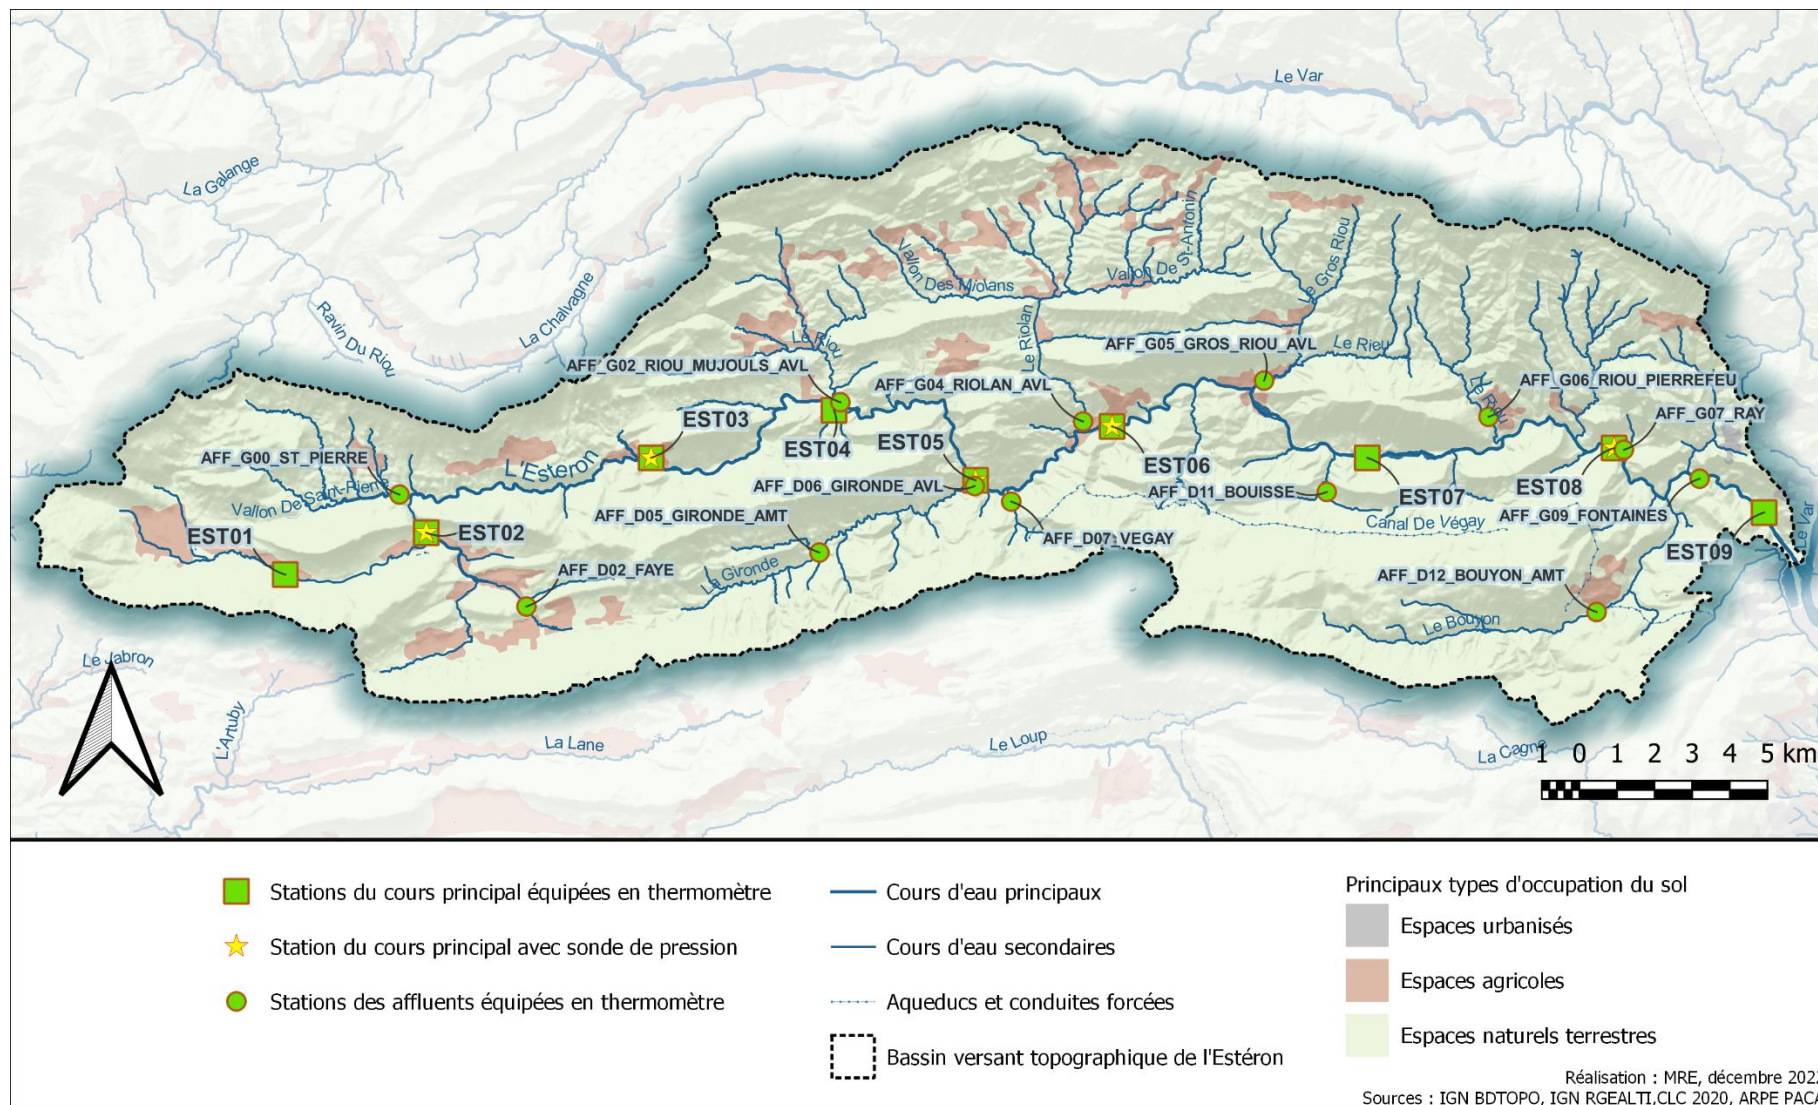 Le Var
La Galange
Vallon De St-Antonin
Vallon Des Miolans
Le Gros Riou
Ravin Du Riou
La Chalvagne
Le Riou
Le Riolan
AFF_G05_GROS_RIOU_AVL
Le Rieu
AFF_G02_RIOU_MUJOULS_AVL
AFF_G04_RIOLAN_AVL
AFF_G06_RIOU_PIERREFEU
Le Rieu
AFF_G07_RAY
EST03
EST04
EST05
EST06
AFF_G00_ST_PIERRE
L'Estéron
Vallon De Saint-Pierre
AFF_D06_GIRONDE_AVL
AFF_D11_BOUISSE
EST07
EST08
AFF_G09_FONTAINES
AFF_D05_GIRONDE_AMT
Canal De Végay
Le Var
EST01
EST02
AFF_D07_VEGAY
EST09
AFF_D02_FAYE
La Gironde
AFF_D12_BOUYON_AMT
Le Bouyon
Le Jabron
L'Artuby
La Lane
Le Loup
La Cagne
1 0 1 2 3 4 5 km
Stations du cours principal équipées en thermomètre
Station du cours principal avec sonde de pression
Stations des affluents équipées en thermomètre
Cours d'eau principaux
Cours d'eau secondaires
Aqueducs et conduites forcées
Bassin versant topographique de l'Estéron
Principaux types d'occupation du sol
Espaces urbanisés
Espaces agricoles
Espaces naturels terrestres
Réalisation : MRE, décembre 202
Sources : IGN BDTOPO, IGN RGEALTI,CLC 2020, ARPE PACA